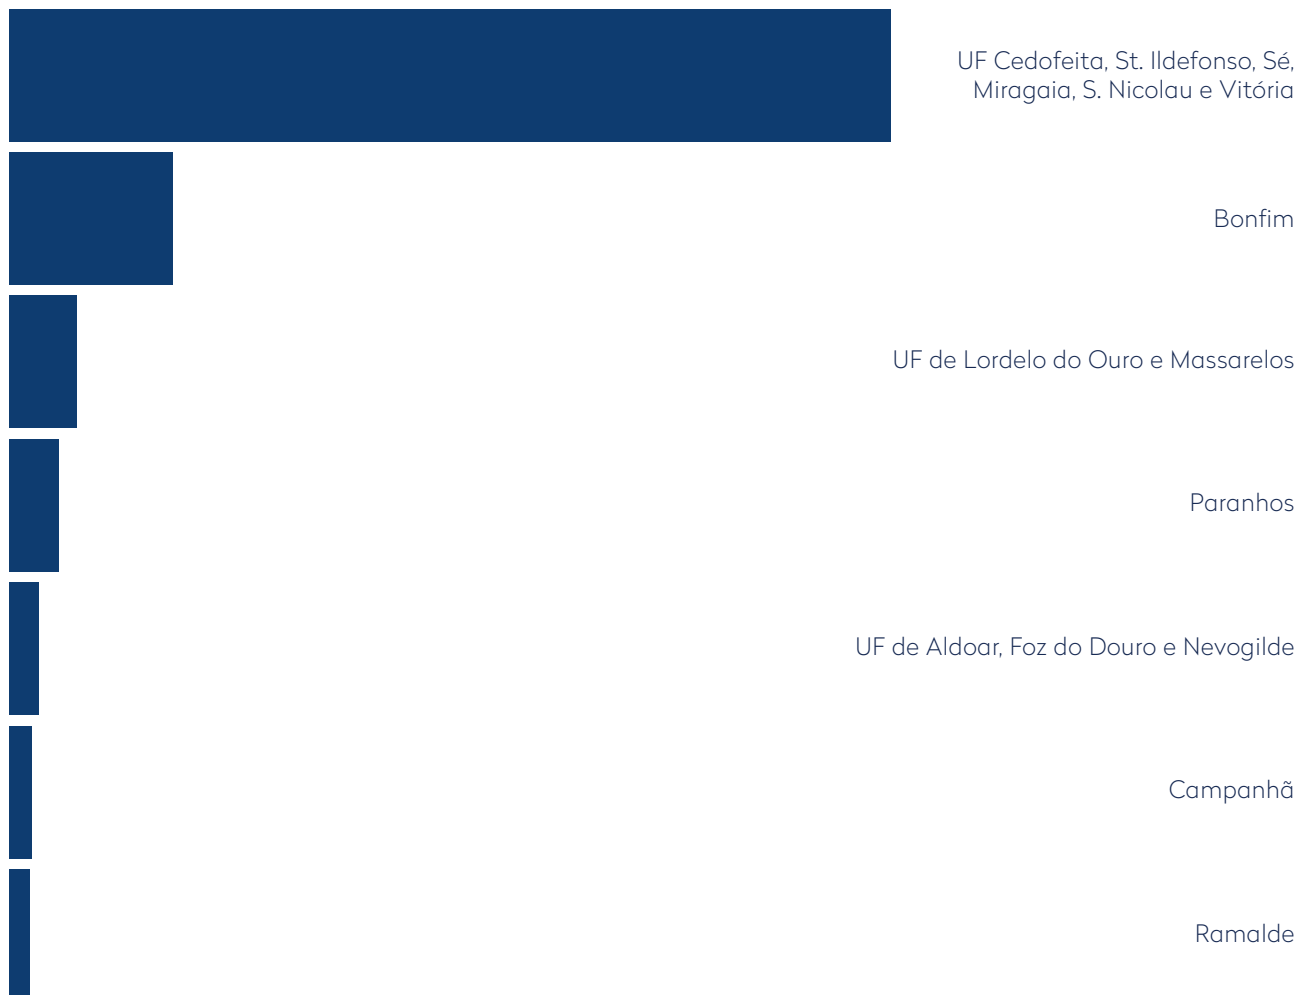 UF Cedofeita, St. Ildefonso, Sé,
Miragaia, S. Nicolau e Vitória
Bonfim
UF de Lordelo do Ouro e Massarelos
Paranhos
UF de Aldoar, Foz do Douro e Nevogilde
Campanhã
Ramalde